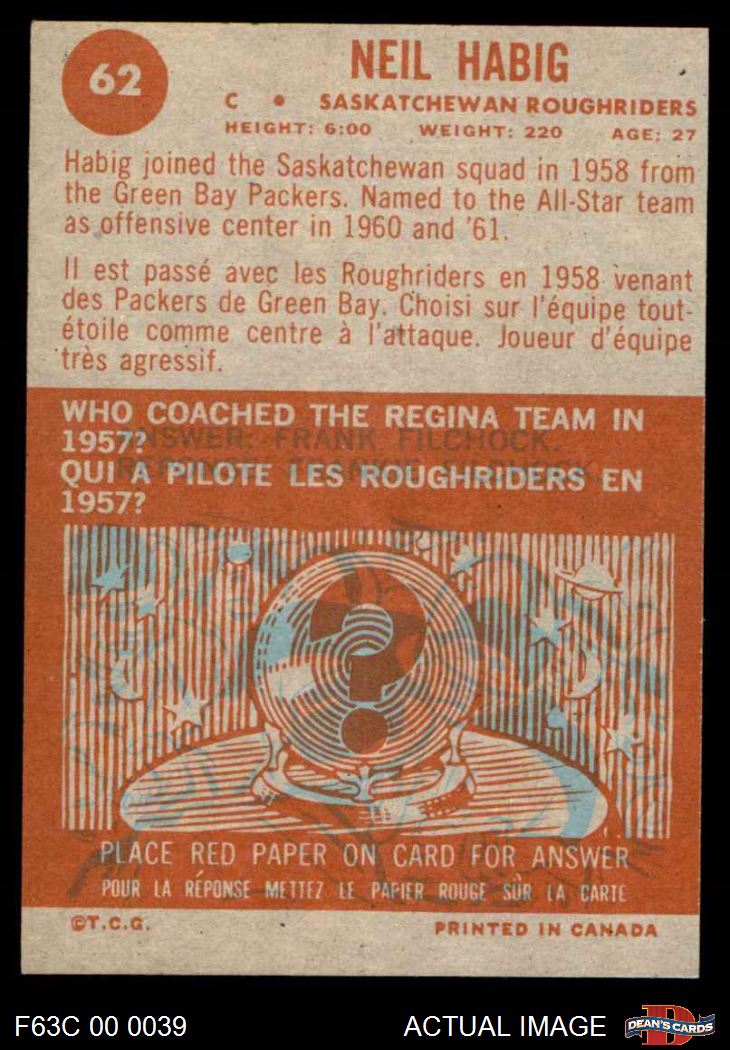 62
NEIL HABIG
C • SASKATCHEWAN ROUGHRIDERS
HEIGHT: 6:00 WEIGHT: 220 AGE: 27
Habig joined the Saskatchewan squad in 1958 from
the Green Bay Packers. Named to the All-Star team
as offensive center in 1960 and '61.
Il est passé avec les Roughriders en 1958 venant
des Packers de Green Bay. Choisi sur l'équipe tout-
étoile comme centre à l'attaque. Joueur d'équipe
très agressif.
WHO COACHED THE REGINA TEAM IN
1957?
ANSWER: FRANK FILCHOCK.
QUI A PILOTE LES ROUGHRIDERS EN
1957?
?
PLACE RED PAPER ON CARD FOR ANSWER
POUR LA RÉPONSE METTEZ LE PAPIER ROUGE SÛR LA CARTE
©T.C.G. PRINTED IN CANADA
F63C 00 0039 ACTUAL IMAGE D DEAN'S CARDS